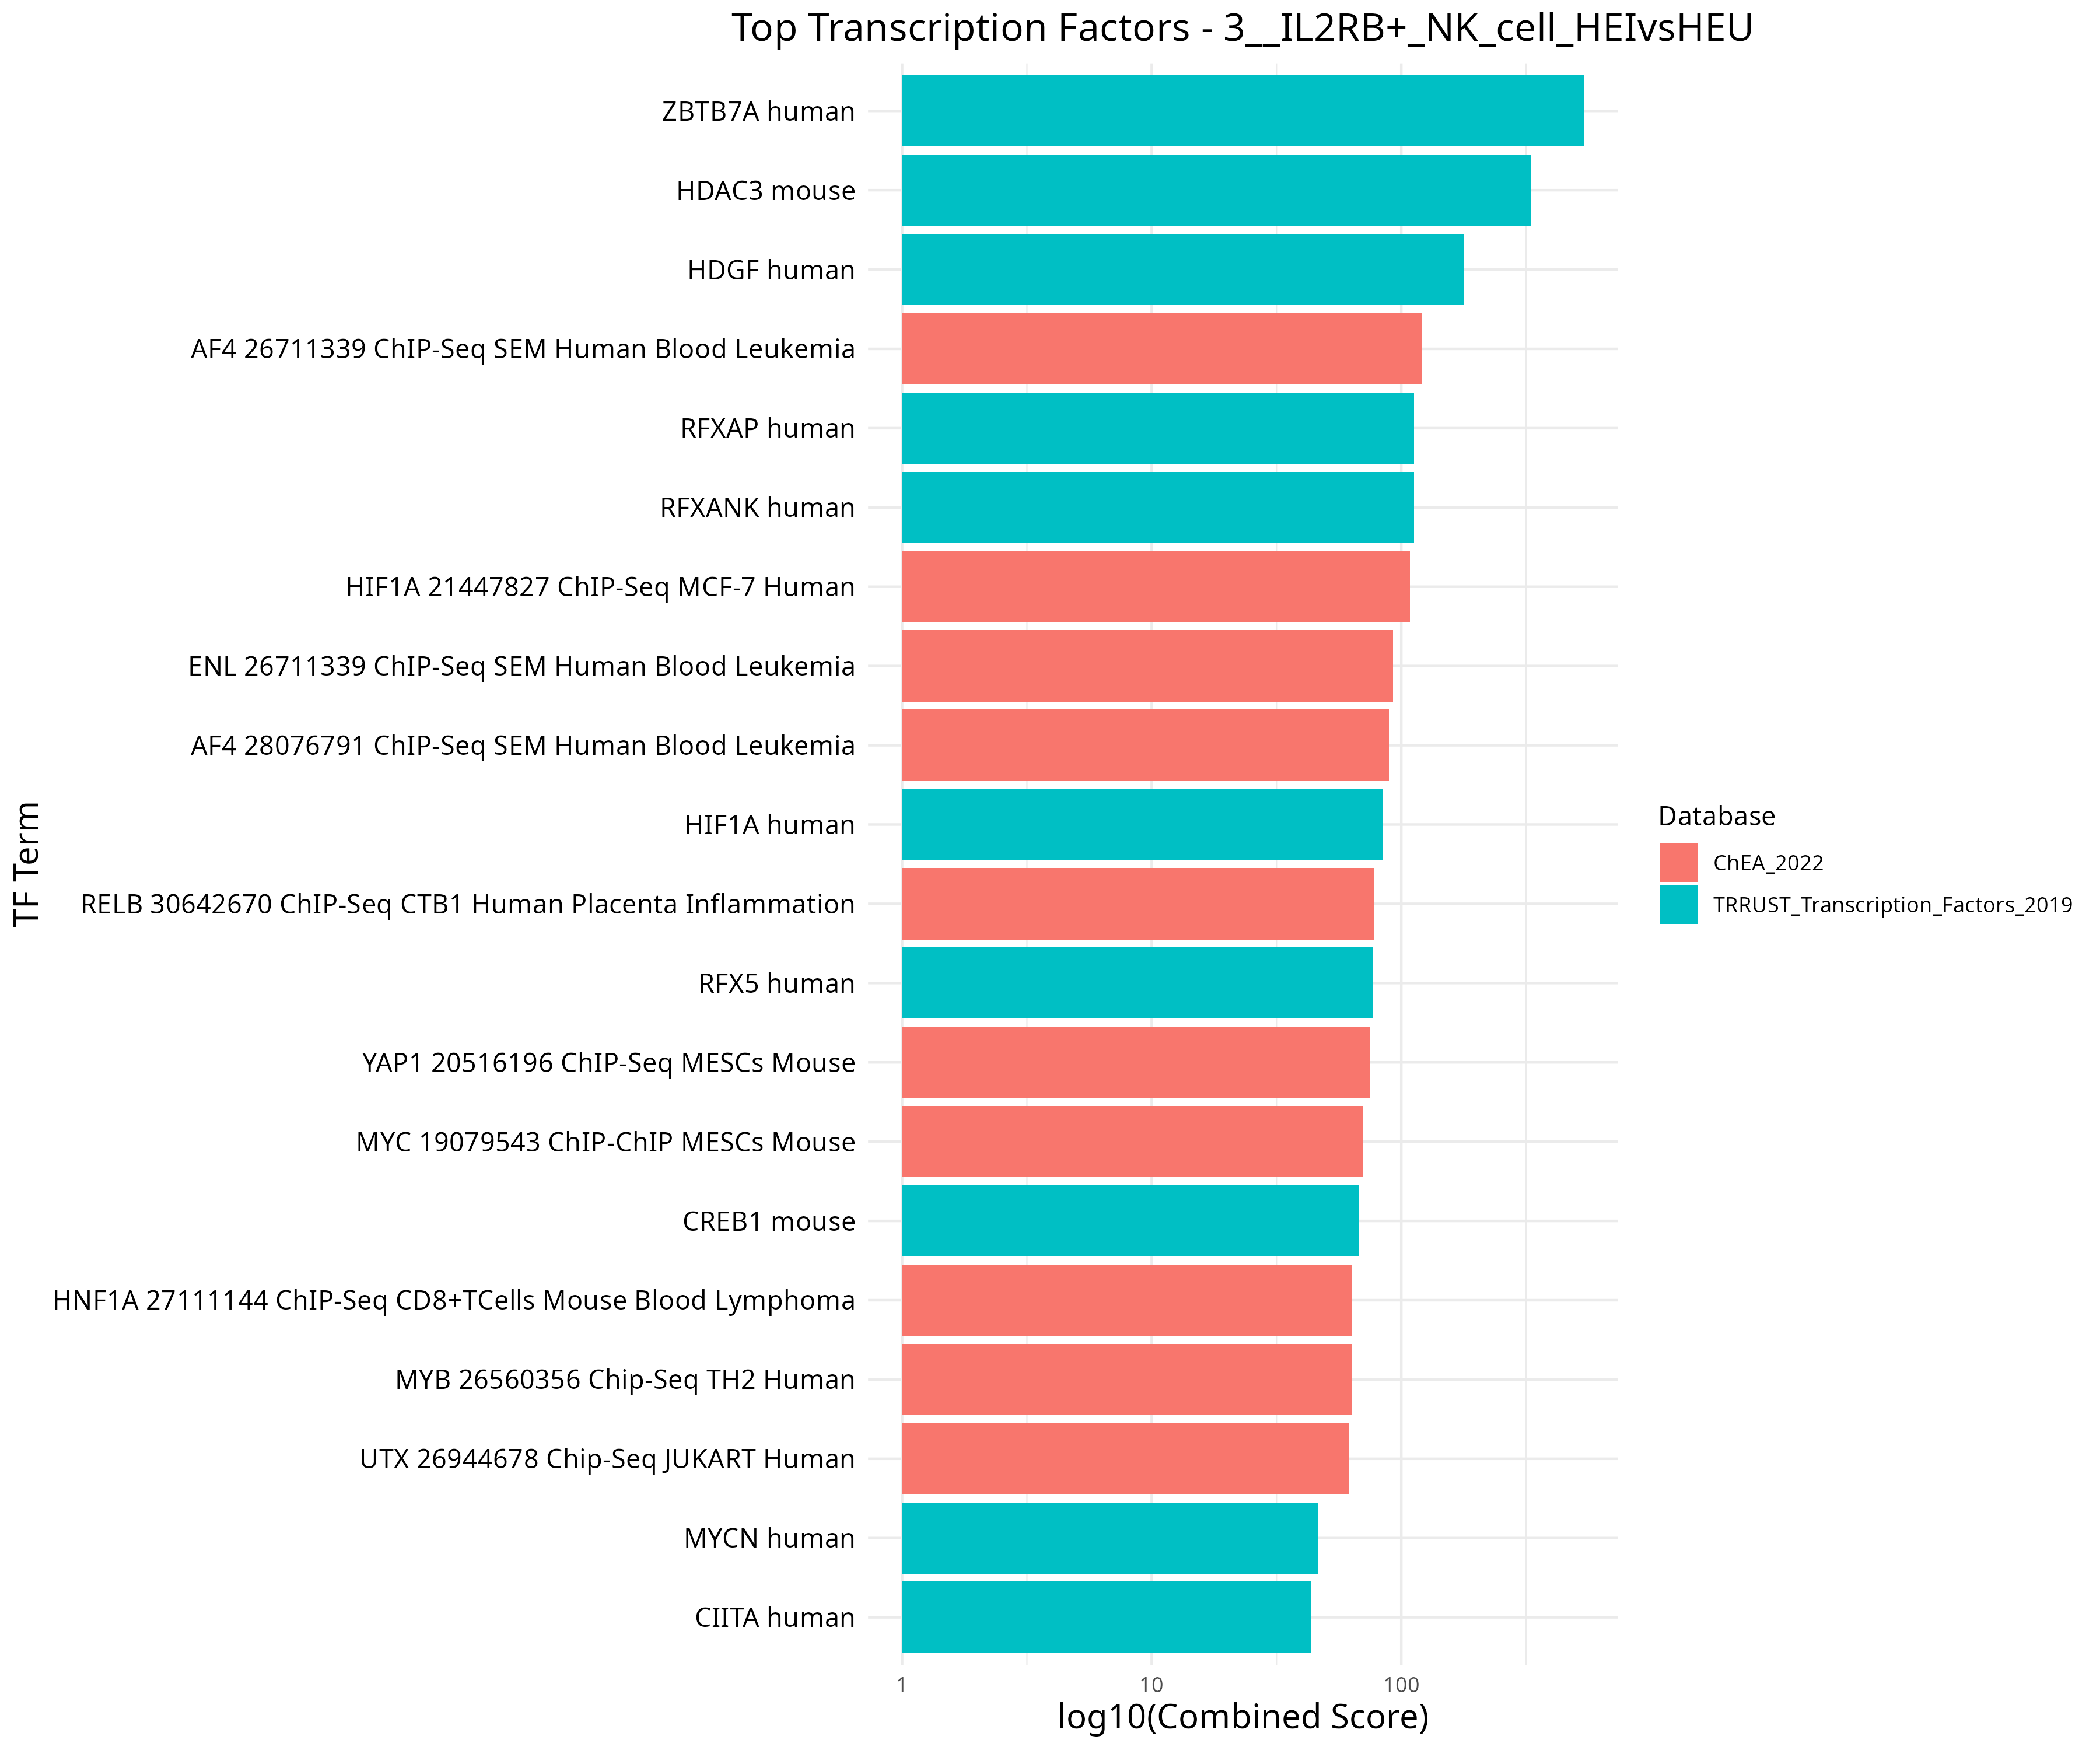 Top Transcription Factors - 3__IL2RB+_NK_cell_HEIvsHEU
ZBTB7A human
HDAC3 mouse
HDGF human
AF4 26711339 ChIP-Seq SEM Human Blood Leukemia
RFXAP human
RFXANK human
HIF1A 21447827 ChIP-Seq MCF-7 Human
ENL 26711339 ChIP-Seq SEM Human Blood Leukemia
AF4 28076791 ChIP-Seq SEM Human Blood Leukemia
HIF1A human
RELB 30642670 ChIP-Seq CTB1 Human Placenta Inflammation
RFX5 human
YAP1 20516196 ChIP-Seq MESCs Mouse
MYC 19079543 ChIP-ChIP MESCs Mouse
CREB1 mouse
HNF1A 27111144 ChIP-Seq CD8+TCells Mouse Blood Lymphoma
MYB 26560356 Chip-Seq TH2 Human
UTX 26944678 Chip-Seq JUKART Human
MYCN human
CIITA human
TF Term
1 10 100
log10(Combined Score)
Database
ChEA_2022
TRRUST_Transcription_Factors_2019